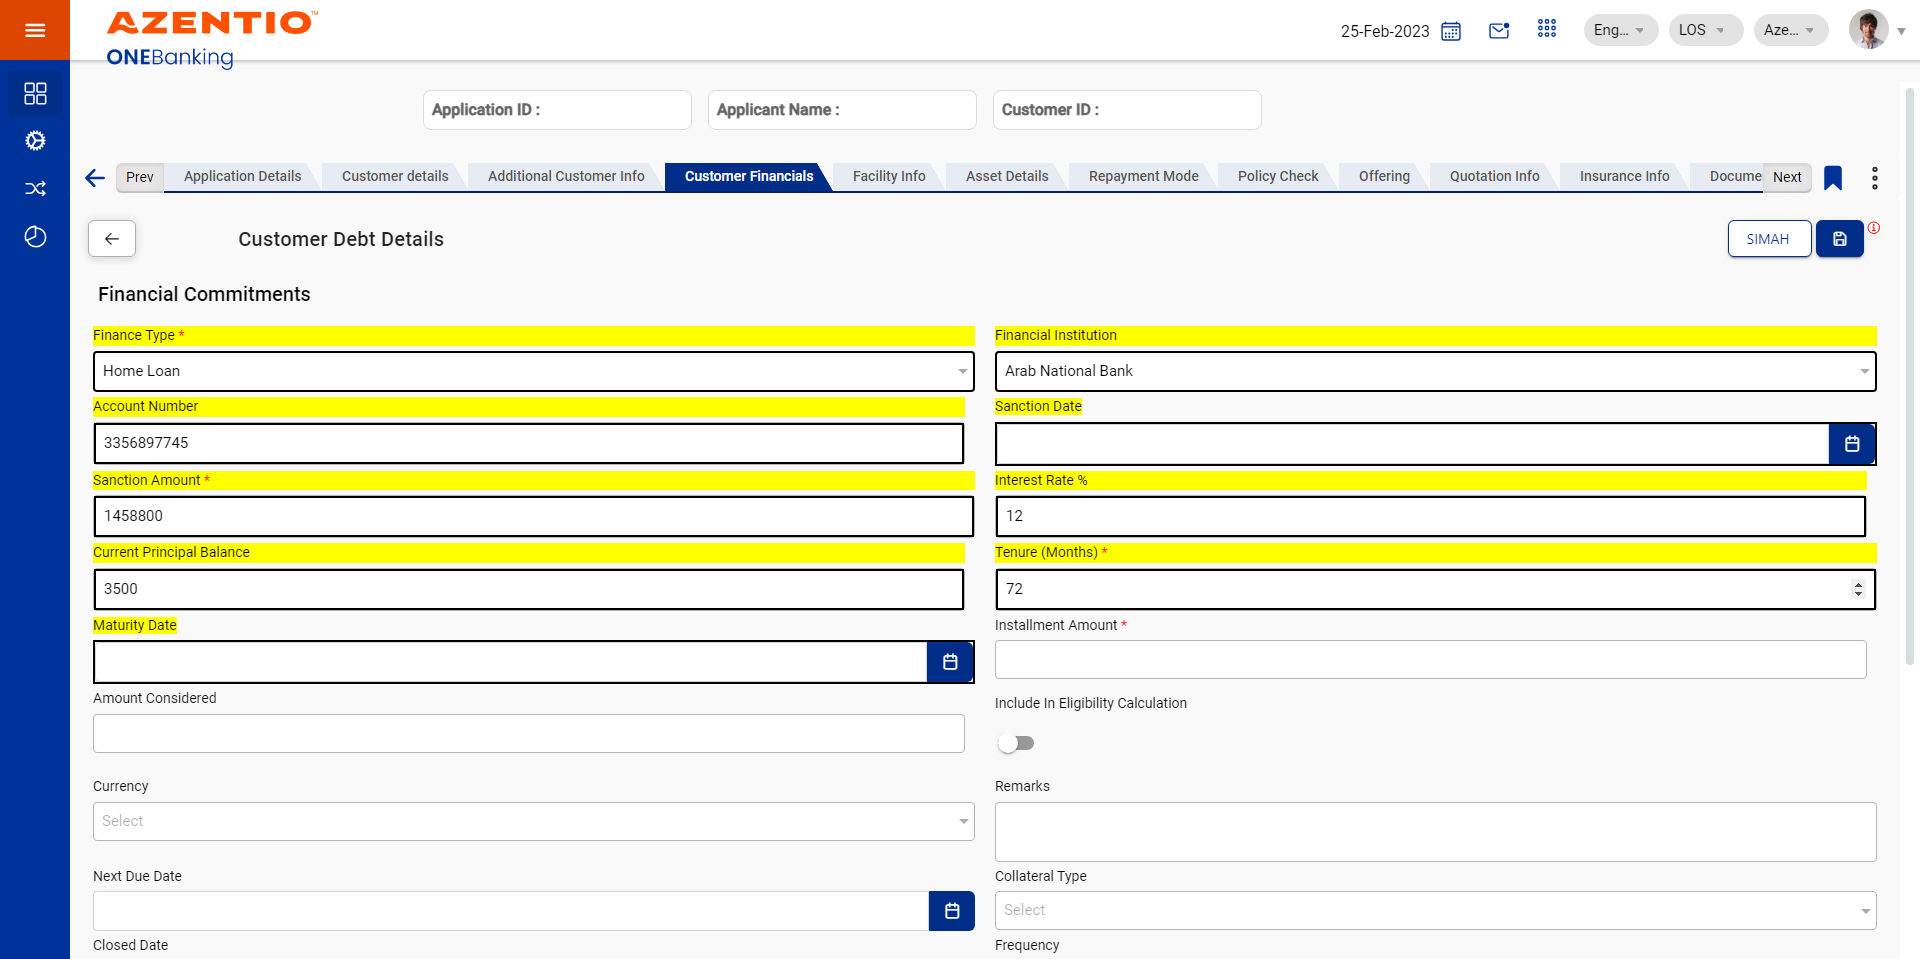 AZENTIO™
ONEBanking
25-Feb-2023
Eng...
LOS
Aze...
Application ID :
Applicant Name :
Customer ID :
Prev
Application Details
Customer details
Additional Customer Info
Customer Financials
Facility Info
Asset Details
Repayment Mode
Policy Check
Offering
Quotation Info
Insurance Info
Docume
Next
Customer Debt Details
SIMAH
Financial Commitments
Finance Type *
Financial Institution
Home Loan
Arab National Bank
Account Number
Sanction Date
3356897745
Sanction Amount *
Interest Rate %
1458800
12
Current Principal Balance
Tenure (Months) *
3500
72
Maturity Date
Installment Amount *
Amount Considered
Include In Eligibility Calculation
Currency
Remarks
Select
Next Due Date
Collateral Type
Select
Closed Date
Frequency